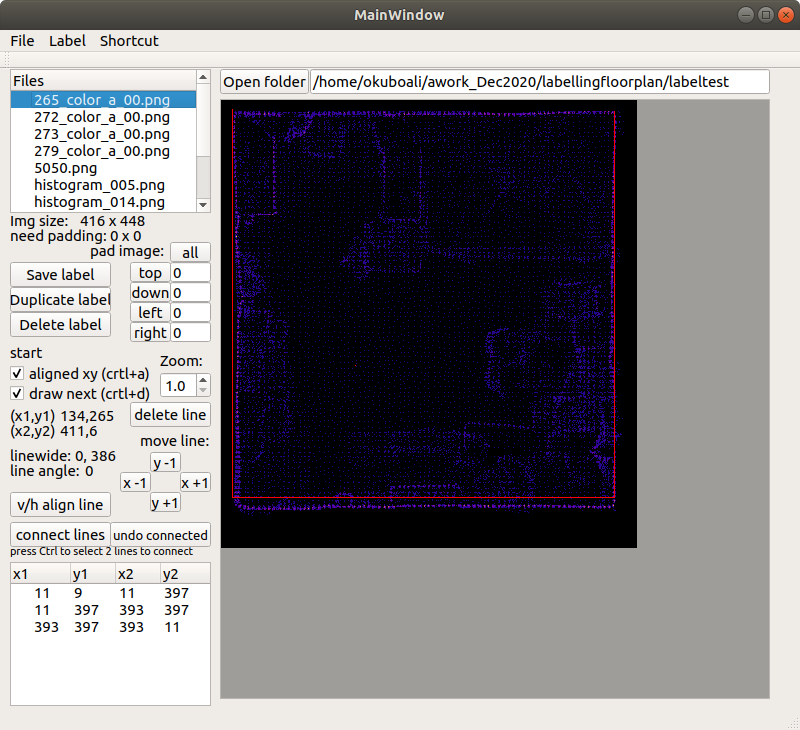 MainWindow
File Label Shortcut
Files
Open folder /home/okuboali/awork_Dec2020/labellingfloorplan/labeltest
265_color_a_00.png
272_color_a_00.png
273_color_a_00.png
279_color_a_00.png
5050.png
histogram_005.png
histogram_014.png
Img size: 416 x 448
need padding: 0 x 0
pad image: all
Save label top 0
Duplicate label down 0
Delete label left 0
right 0
start
Zoom:
aligned xy (crtl+a)
1.0
draw next (crtl+d)
(x1,y1) 134,265 delete line
(x2,y2) 411,6
move line:
linewide: 0, 386 y -1
line angle: 0
x -1 x +1
v/h align line y +1
connect lines undo connected
press Ctrl to select 2 lines to connect
x1 y1 x2 y2
11 9 11 397
11 397 393 397
393 397 393 11